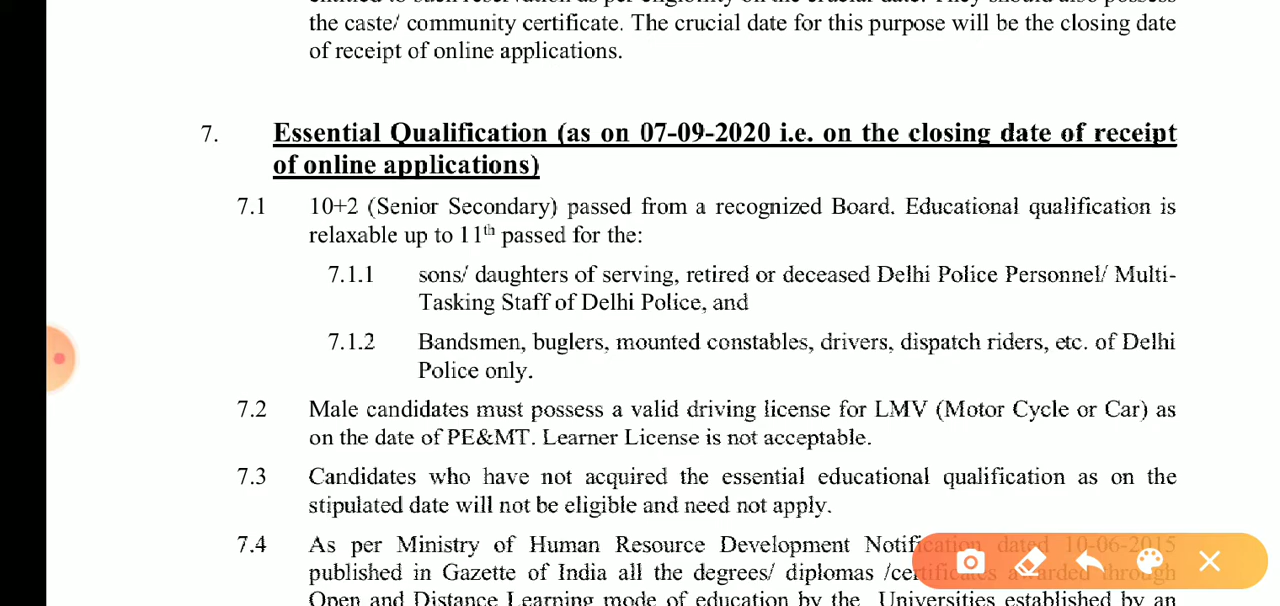 the caste/ community certificate. The crucial date for this purpose will be the closing date
of receipt of online applications.
7. Essential Qualification (as on 07-09-2020 i.e. on the closing date of receipt
of online applications)
7.1 10+2 (Senior Secondary) passed from a recognized Board. Educational qualification is
relaxable up to 11th passed for the:
7.1.1 sons/ daughters of serving, retired or deceased Delhi Police Personnel/ Multi-
Tasking Staff of Delhi Police, and
7.1.2 Bandsmen, buglers, mounted constables, drivers, dispatch riders, etc. of Delhi
Police only.
7.2 Male candidates must possess a valid driving license for LMV (Motor Cycle or Car) as
on the date of PE&MT. Learner License is not acceptable.
7.3 Candidates who have not acquired the essential educational qualification as on the
stipulated date will not be eligible and need not apply.
7.4 As per Ministry of Human Resource Development Notification dated 10-06-2015
published in Gazette of India all the degrees/ diplomas /certificates awarded through
Open and Distance Learning mode of education by the Universities established by an